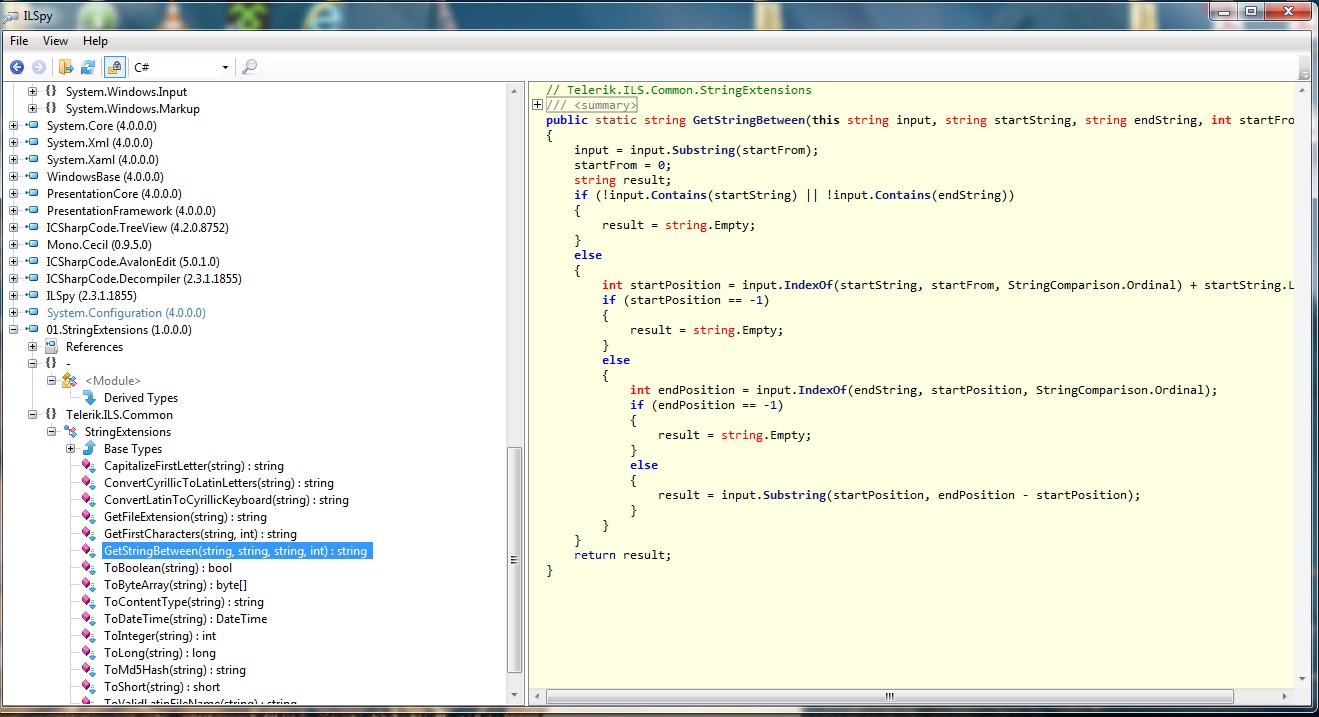 ILSpy
File View Help
C#
System.Windows.Input
System.Windows.Markup
System.Core (4.0.0.0)
System.Xml (4.0.0.0)
System.Xaml (4.0.0.0)
WindowsBase (4.0.0.0)
PresentationCore (4.0.0.0)
PresentationFramework (4.0.0.0)
ICSharpCode.TreeView (4.2.0.8752)
Mono.Cecil (0.9.5.0)
ICSharpCode.AvalonEdit (5.0.1.0)
ICSharpCode.Decompiler (2.3.1.1855)
ILSpy (2.3.1.1855)
System.Configuration (4.0.0.0)
01.StringExtensions (1.0.0.0)
References
{} -
<Module>
Derived Types
{} Telerik.ILS.Common
StringExtensions
Base Types
CapitalizeFirstLetter(string) : string
ConvertCyrillicToLatinLetters(string) : string
ConvertLatinToCyrillicKeyboard(string) : string
GetFileExtension(string) : string
GetFirstCharacters(string, int) : string
GetStringBetween(string, string, string, int) : string
ToBoolean(string) : bool
ToByteArray(string) : byte[]
ToContentType(string) : string
ToDateTime(string) : DateTime
ToInteger(string) : int
ToLong(string) : long
ToMd5Hash(string) : string
ToShort(string) : short
ToValidLatinFileName(string) : string
// Telerik.ILS.Common.StringExtensions
/// <summary>
public static string GetStringBetween(this string input, string startString, string endString, int startFro
{
input = input.Substring(startFrom);
startFrom = 0;
string result;
if (!input.Contains(startString) || !input.Contains(endString))
{
result = string.Empty;
}
else
{
int startPosition = input.IndexOf(startString, startFrom, StringComparison.Ordinal) + startString.L
if (startPosition == -1)
{
result = string.Empty;
}
else
{
int endPosition = input.IndexOf(endString, startPosition, StringComparison.Ordinal);
if (endPosition == -1)
{
result = string.Empty;
}
else
{
result = input.Substring(startPosition, endPosition - startPosition);
}
}
}
return result;
}